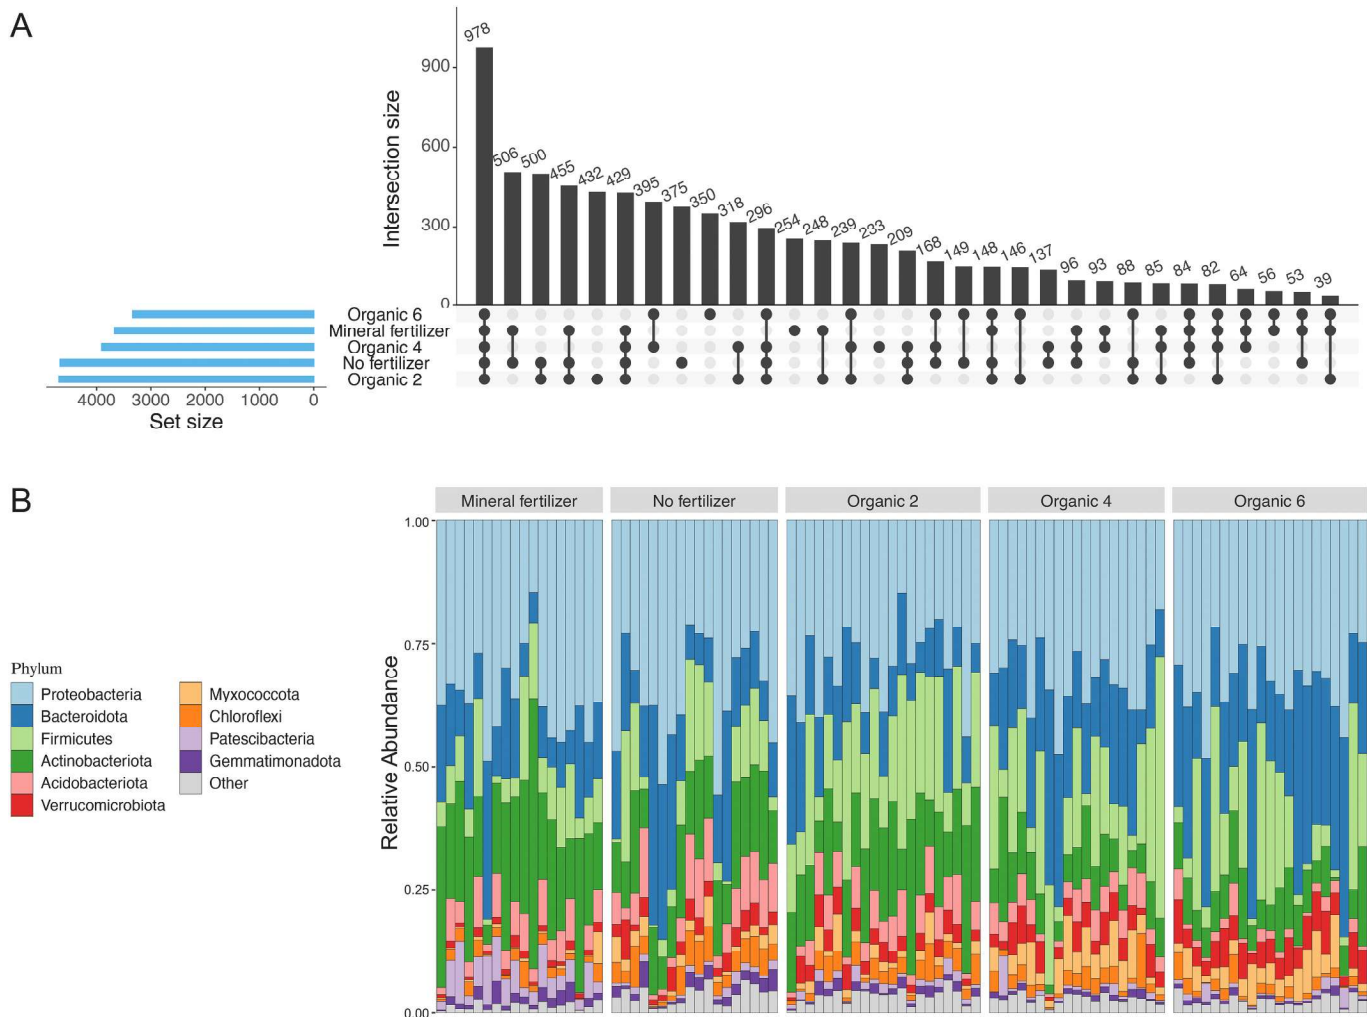 A
Intersection size
900
600
300
0
978
506
500
455
432
429
395
375
350
318
296
254
248
239
233
209
168
149
148
146
137
96
93
88
85
84
82
64
56
53
39
Organic 6
Mineral fertilizer
Organic 4
No fertilizer
Organic 2
4000 3000 2000 1000 0
Set size
B
Mineral fertilizer No fertilizer Organic 2 Organic 4 Organic 6
Relative Abundance
1.00
0.75
0.50
0.25
0.00
Phylum
Proteobacteria
Bacteroidota
Firmicutes
Actinobacteriota
Acidobacteriota
Verrucomicrobiota
Myxococcota
Chloroflexi
Patescibacteria
Gemmatimonadota
Other